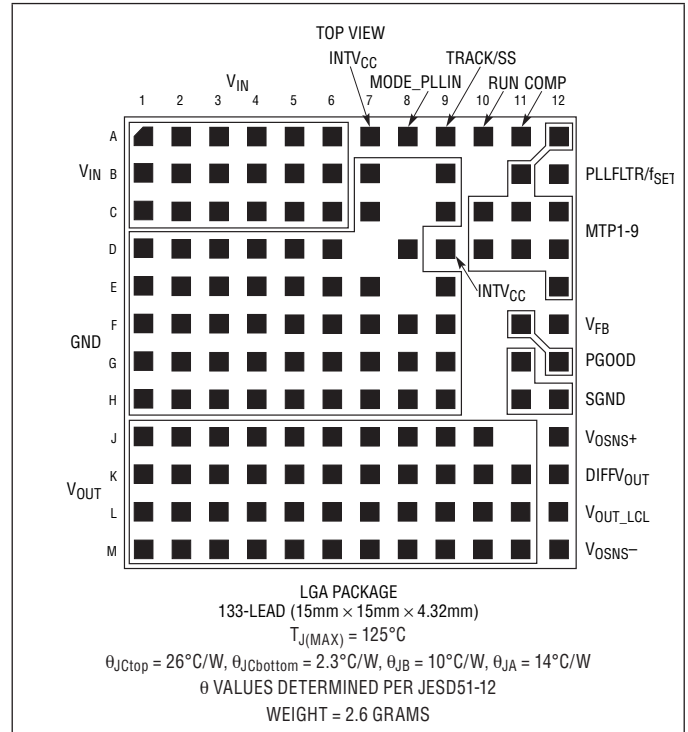 TOP VIEW
INTVCC
TRACK/SS
VIN
MODE_PLLIN
RUN COMP
1 2 3 4 5 6 7 8 9 10 11 12
A
VIN B
PLLFLTR/fSET
C
MTP1-9
D
E
INTVCC
F
VFB
GND
G
PGOOD
H
SGND
J
VOSNS+
K
DIFFVOUT
VOUT
L
VOUT_LCL
M
VOSNS–
LGA PACKAGE
133-LEAD (15mm × 15mm × 4.32mm)
TJ(MAX) = 125°C
θJCtop = 26°C/W, θJCbottom = 2.3°C/W, θJB = 10°C/W, θJA = 14°C/W
θ VALUES DETERMINED PER JESD51-12
WEIGHT = 2.6 GRAMS